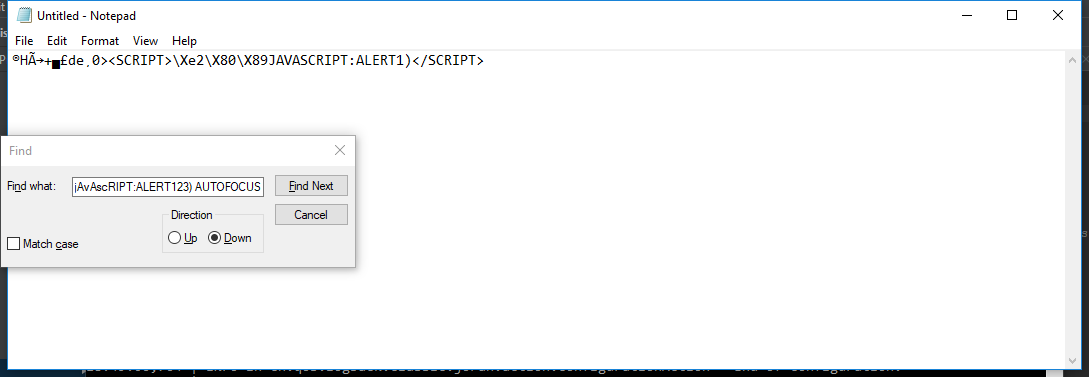 Untitled - Notepad
File Edit Format View Help
®HÃ→+▄£de¸0><SCRIPT>\Xe2\X80\X89JAVASCRIPT:ALERT1)</SCRIPT>
Find
Find what: jAvAscRIPT:ALERT123) AUTOFOCUS
Find Next
Direction
Cancel
Up Down
Match case